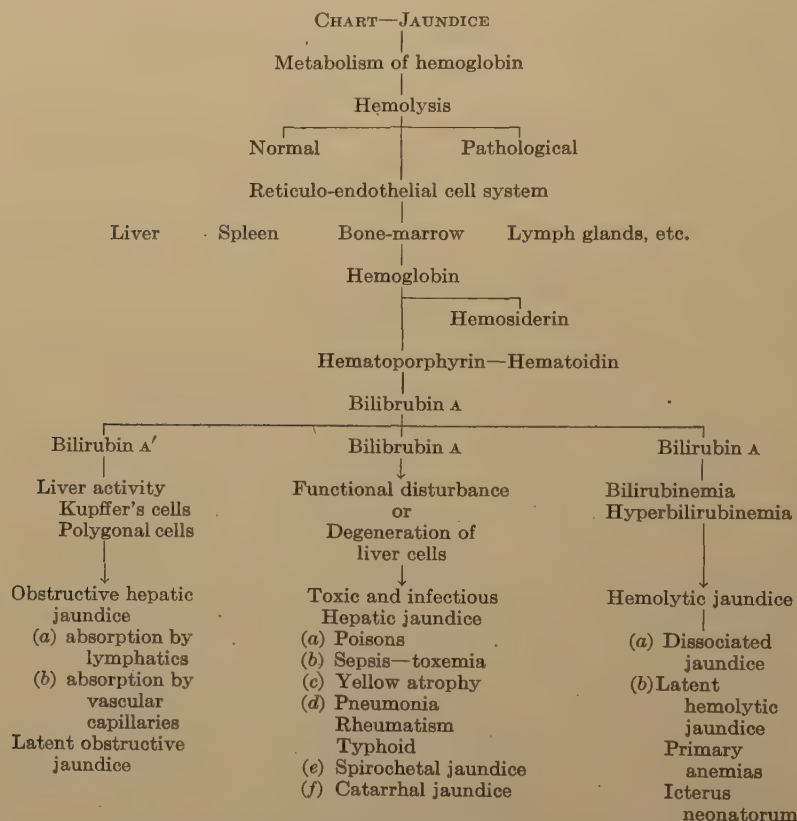 CHART—JAUNDICE
Metabolism of hemoglobin
Hemolysis
Normal Pathological
Reticulo-endothelial cell system
Liver Spleen Bone-marrow Lymph glands, etc.
Hemoglobin
Hemosiderin
Hematoporphyrin—Hematoidin
Bilibrubin A
Bilirubin A′
Liver activity
Kupffer's cells
Polygonal cells
Obstructive hepatic
jaundice
(a) absorption by
lymphatics
(b) absorption by
vascular
capillaries
Latent obstructive
jaundice
Bilibrubin A
Functional disturbance
or
Degeneration of
liver cells
Toxic and infectious
Hepatic jaundice
(a) Poisons
(b) Sepsis—toxemia
(c) Yellow atrophy
(d) Pneumonia
Rheumatism
Typhoid
(e) Spirochetal jaundice
(f) Catarrhal jaundice
Bilirubin A
Bilirubinemia
Hyperbilirubinemia
Hemolytic jaundice
(a) Dissociated
jaundice
(b) Latent
hemolytic
jaundice
Primary
anemias
Icterus
neonatorum